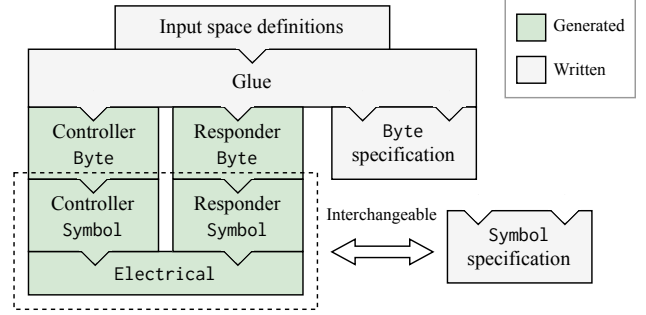 Input space definitions
Generated
Written
Glue
Controller
Byte
Responder
Byte
Byte
specification
Controller
Symbol
Responder
Symbol
Interchangeable
Symbol
specification
Electrical